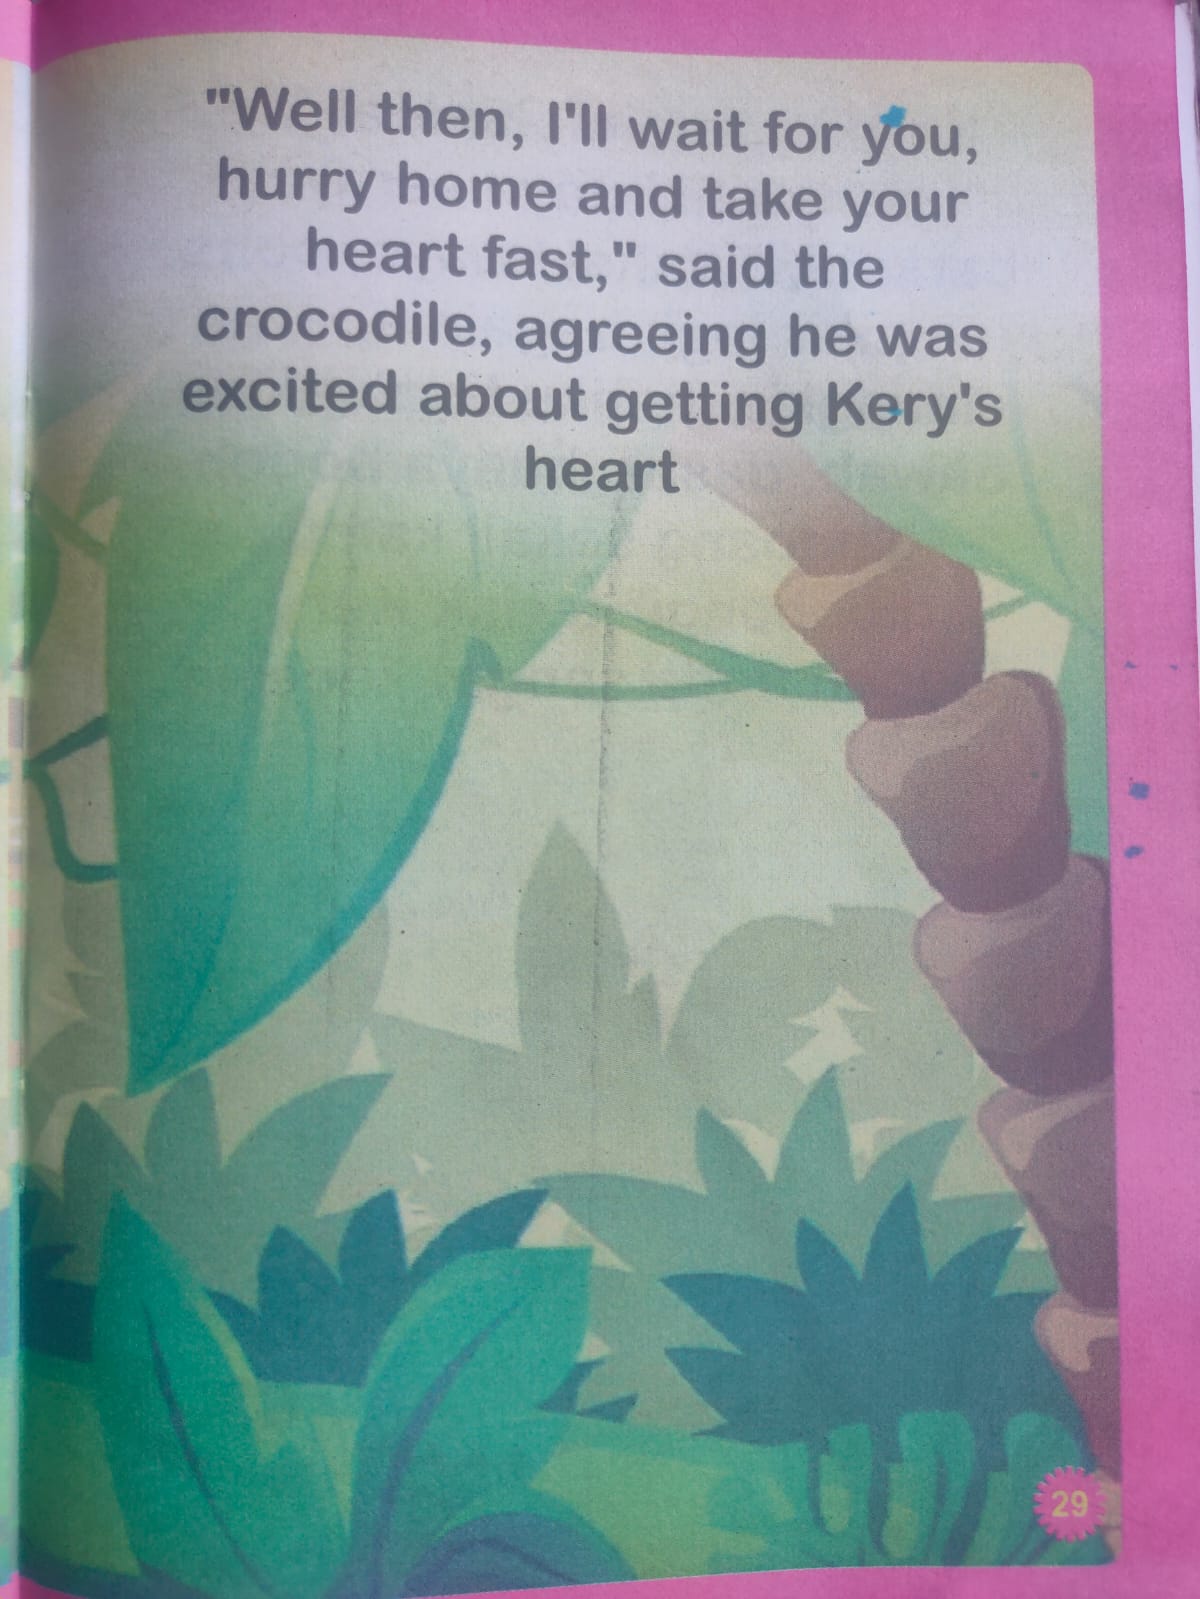 "Well then, I'll wait for you,
hurry home and take your
heart fast," said the
crocodile, agreeing he was
excited about getting Kery's
heart
29